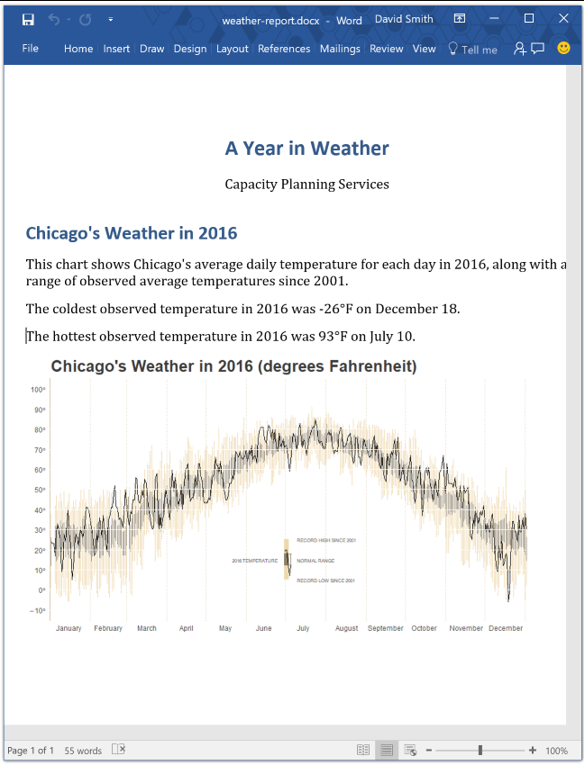 weather-report.docx - Word David Smith
File Home Insert Draw Design Layout References Mailings Review View Tell me
A Year in Weather
Capacity Planning Services
Chicago's Weather in 2016
This chart shows Chicago's average daily temperature for each day in 2016, along with a
range of observed average temperatures since 2001.
The coldest observed temperature in 2016 was -26°F on December 18.
The hottest observed temperature in 2016 was 93°F on July 10.
Chicago's Weather in 2016 (degrees Fahrenheit)
100°
90°
80°
70°
60°
50°
40°
30°
RECORD HIGH SINCE 2001
20°
2016 TEMPERATURE NORMAL RANGE
10°
RECORD LOW SINCE 2001
0°
-10°
January February March April May June July August September October November December
Page 1 of 1 55 words 100%